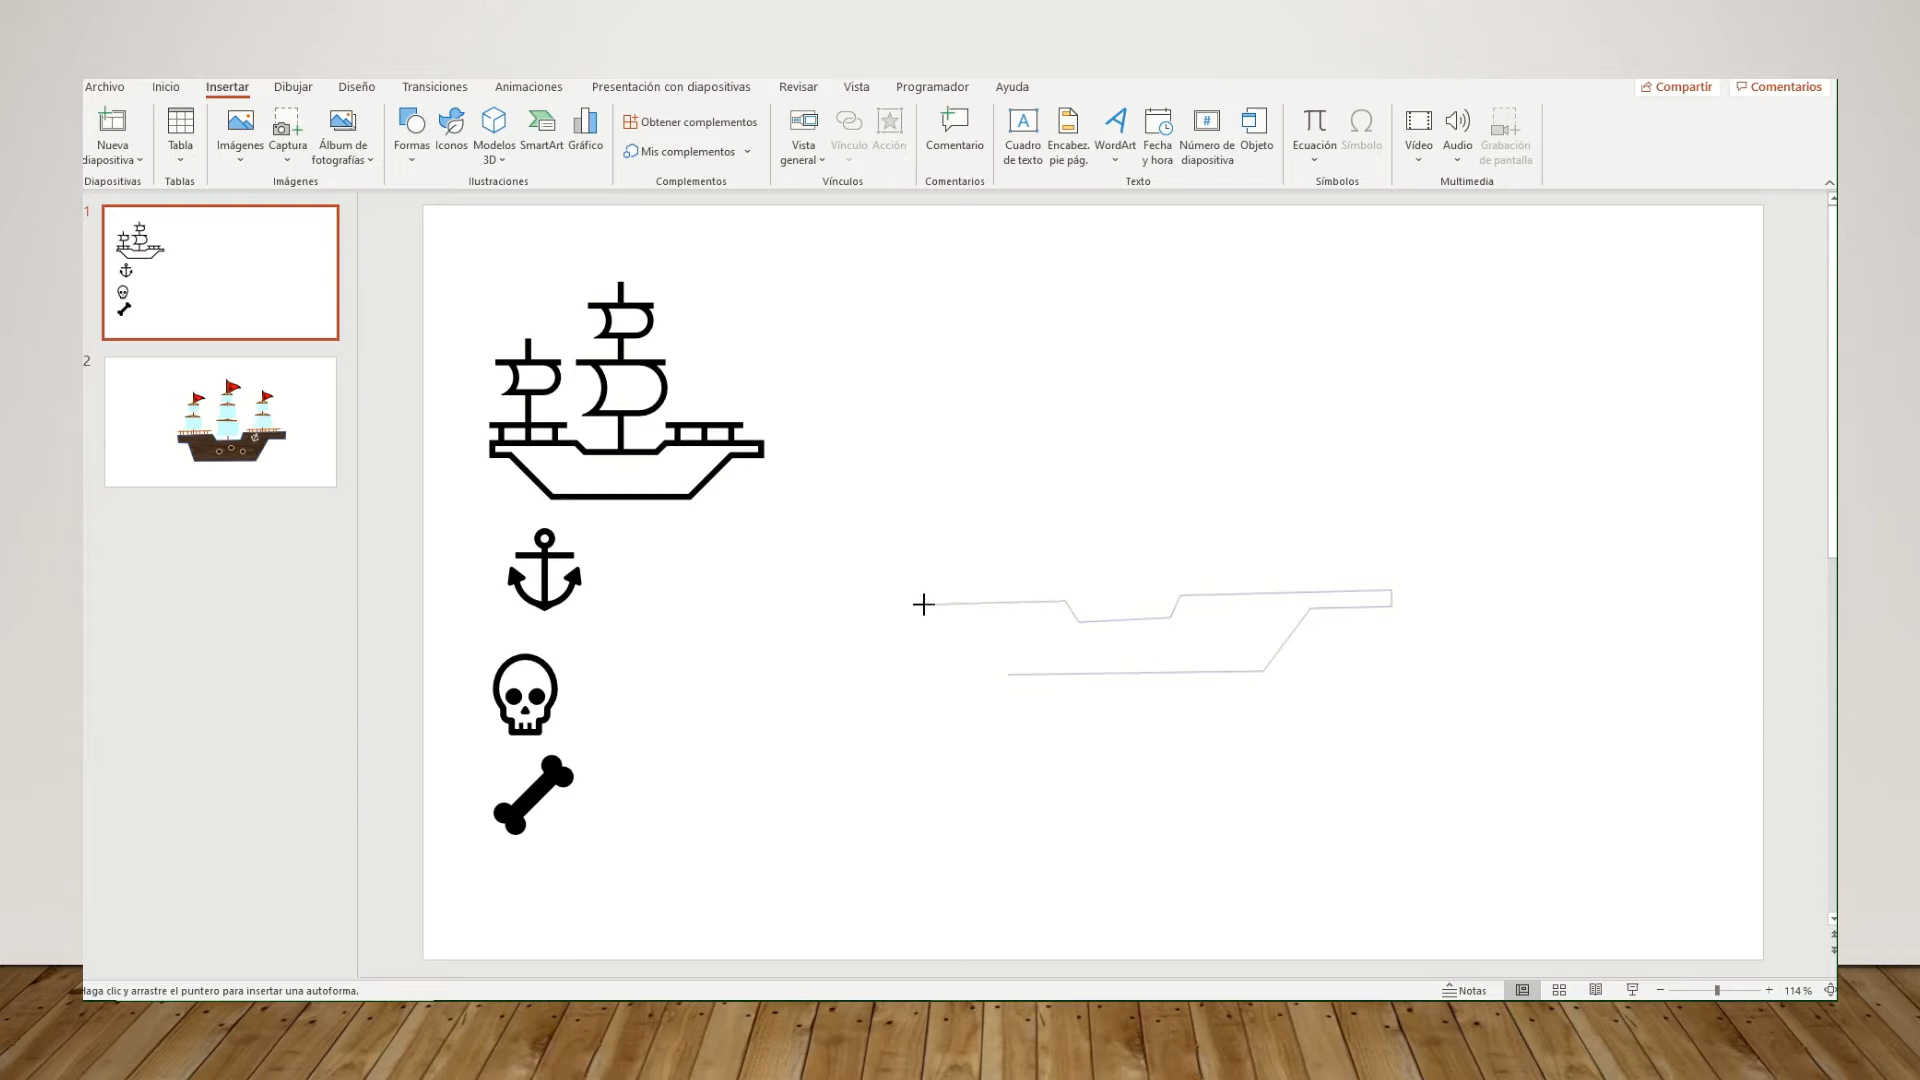 Archivo Inicio Insertar Dibujar Diseño Transiciones Animaciones Presentación con diapositivas Revisar Vista Programador Ayuda Compartir Comentarios
Nueva diapositiva
Tabla
Imágenes
Captura
Álbum de fotografías
Formas
Iconos
Modelos 3D
SmartArt
Gráfico
Obtener complementos
Mis complementos
Vista general
Vínculo
Acción
Comentario
A
Cuadro de texto
Encabez. pie pág.
WordArt
Fecha y hora
#
Número de diapositiva
Objeto
π
Ecuación
Ω
Símbolo
Vídeo
Audio
Grabación de pantalla
Diapositivas Tablas Imágenes Ilustraciones Complementos Vínculos Comentarios Texto Símbolos Multimedia
1
2
Haga clic y arrastre el puntero para insertar una autoforma.
Notas
114 %